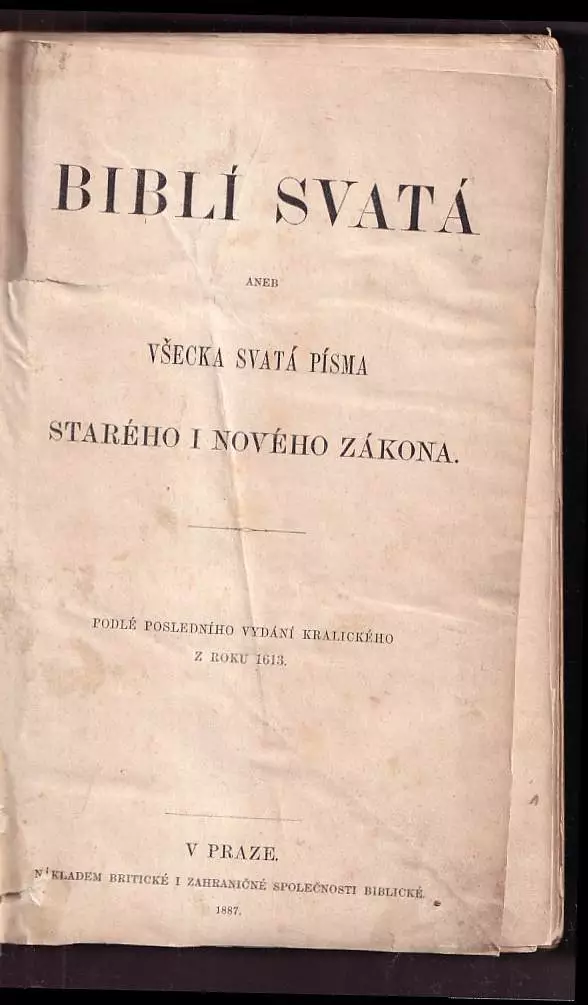 BIBLÍ SVATÁ
ANEB
VŠECKA SVATÁ PÍSMA
STARÉHO I NOVÉHO ZÁKONA.
PODLÉ POSLEDNÍHO VYDÁNÍ KRALICKÉHO
Z ROKU 1613.
V PRAZE.
NÁKLADEM BRITICKÉ I ZAHRANIČNÉ SPOLEČNOSTI BIBLICKÉ.
1887.